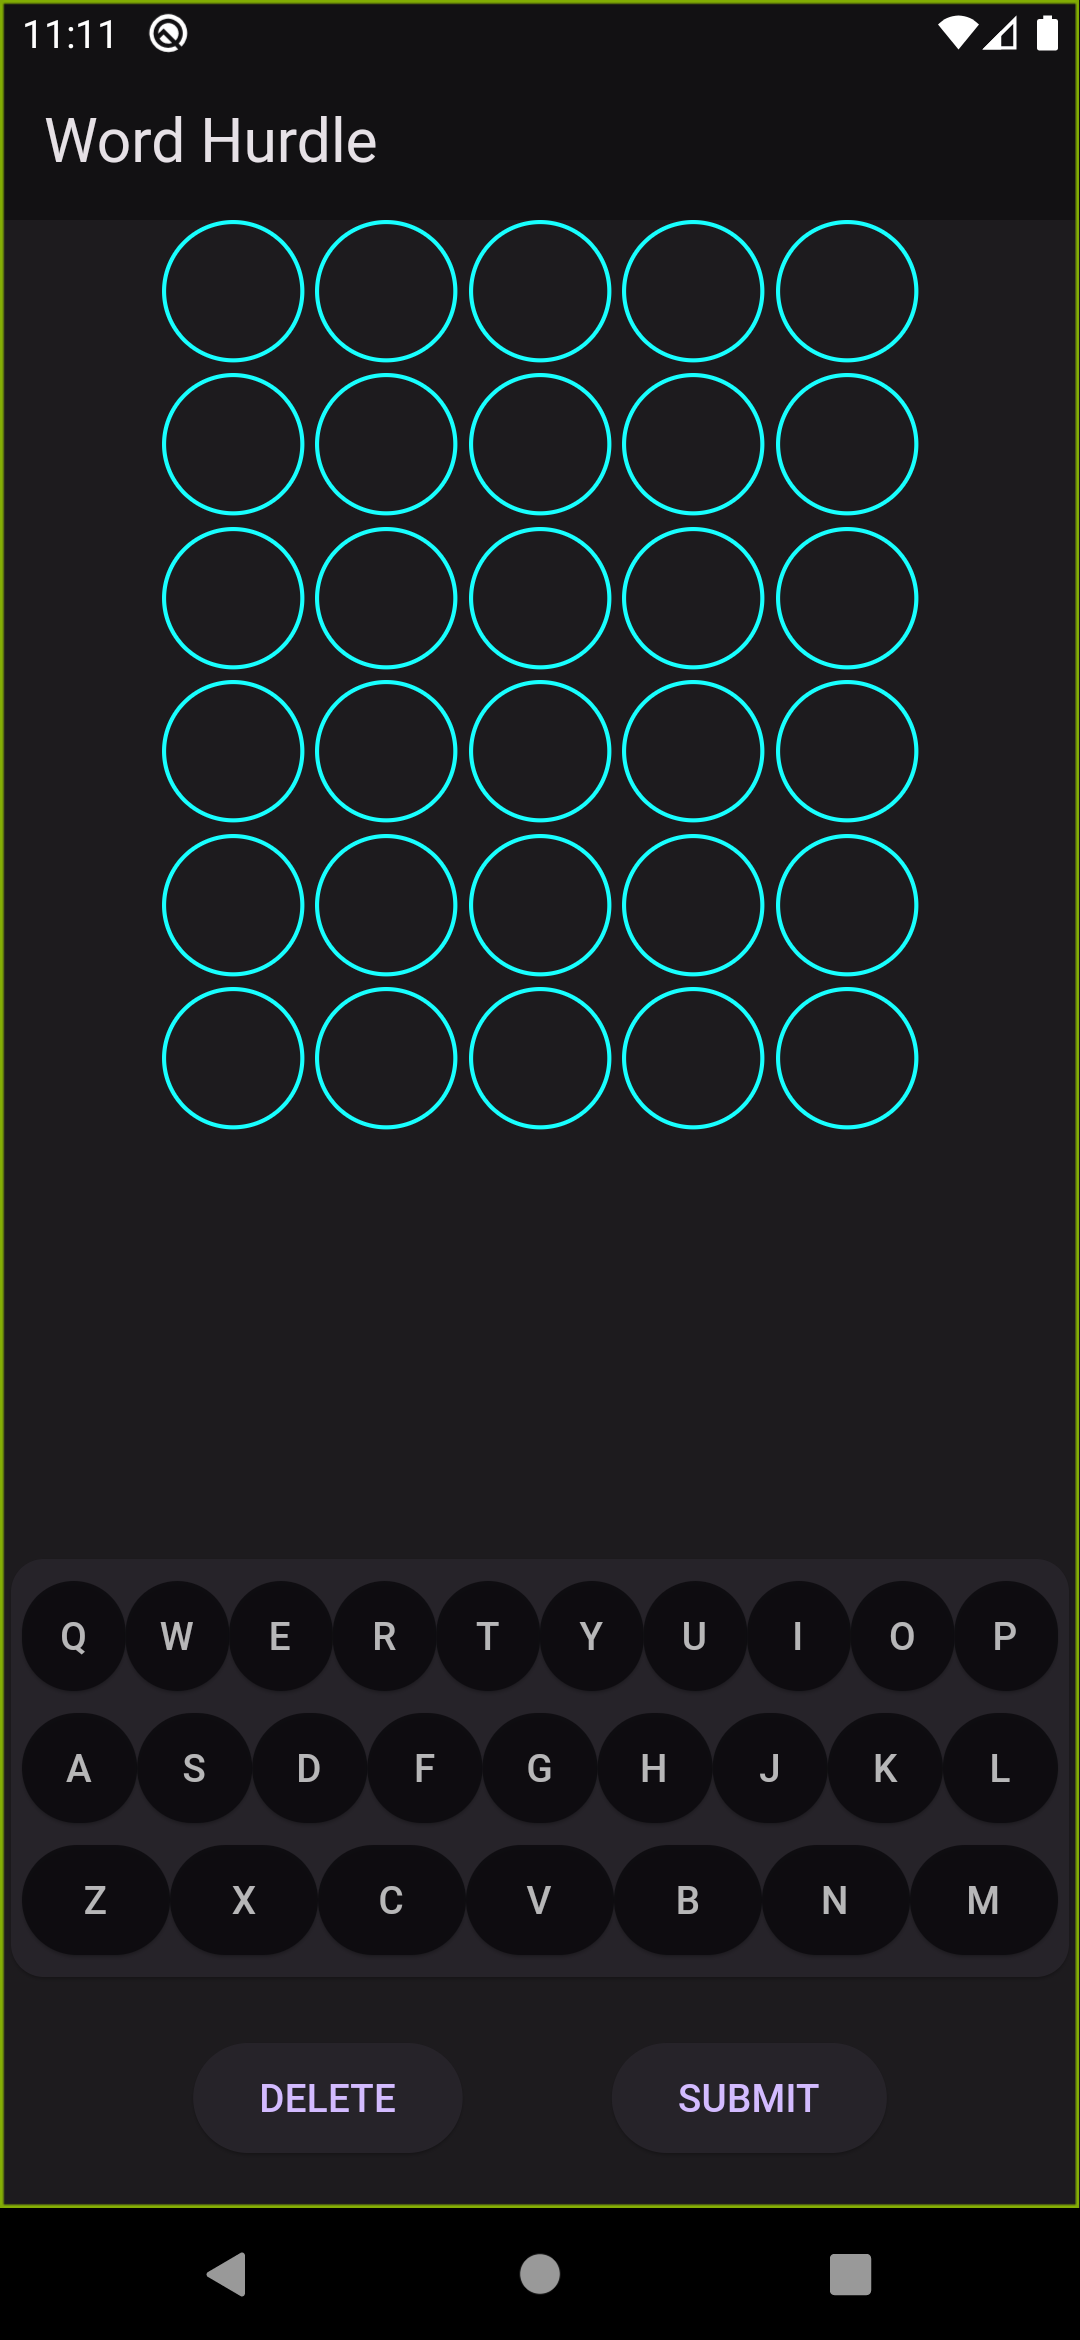 11:11
Word Hurdle
Q W E R T Y U I O P
A S D F G H J K L
Z X C V B N M
DELETE SUBMIT